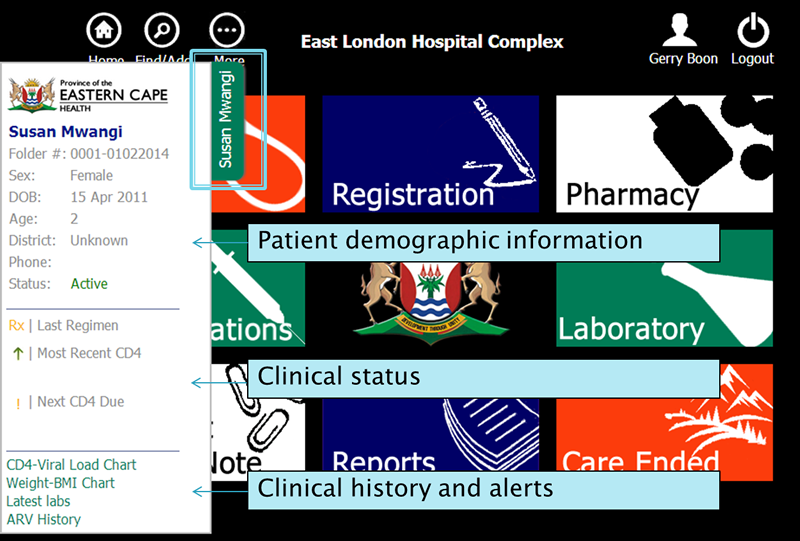 Home
Find/Add
More
East London Hospital Complex
Gerry Boon
Logout
Province of the
EASTERN CAPE
HEALTH
Susan Mwangi
Folder #: 0001-01022014
Sex: Female
DOB: 15 Apr 2011
Age: 2
District: Unknown
Phone:
Status: Active
Rx | Last Regimen
| Most Recent CD4
! | Next CD4 Due
CD4-Viral Load Chart
Weight-BMI Chart
Latest labs
ARV History
Susan Mwangi
Registration
Pharmacy
Patient demographic information
ations
Laboratory
Clinical status
Note
Reports
Care Ended
Clinical history and alerts